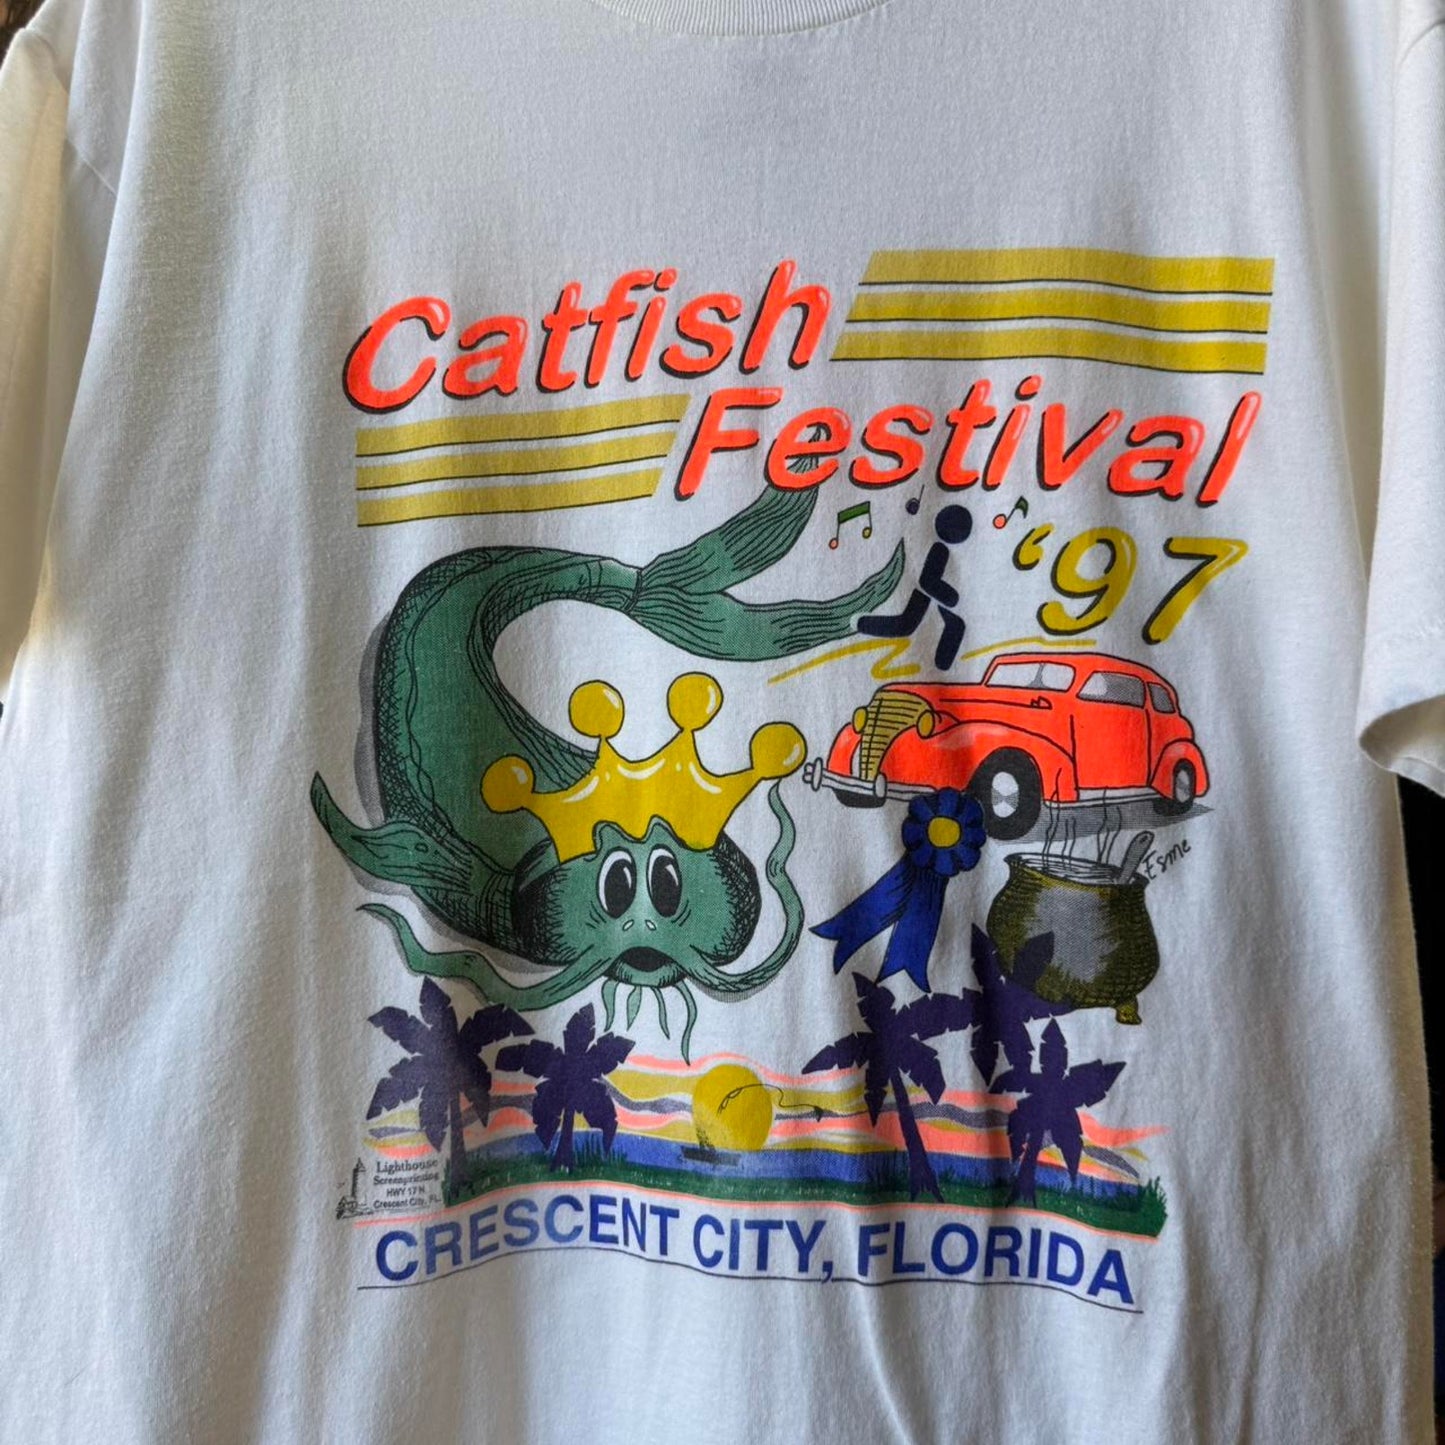 Catfish
Festival
'97
Esme
Lighthouse
Screenprinting
HWY 17 N
Crescent City, FL.
CRESCENT CITY, FLORIDA